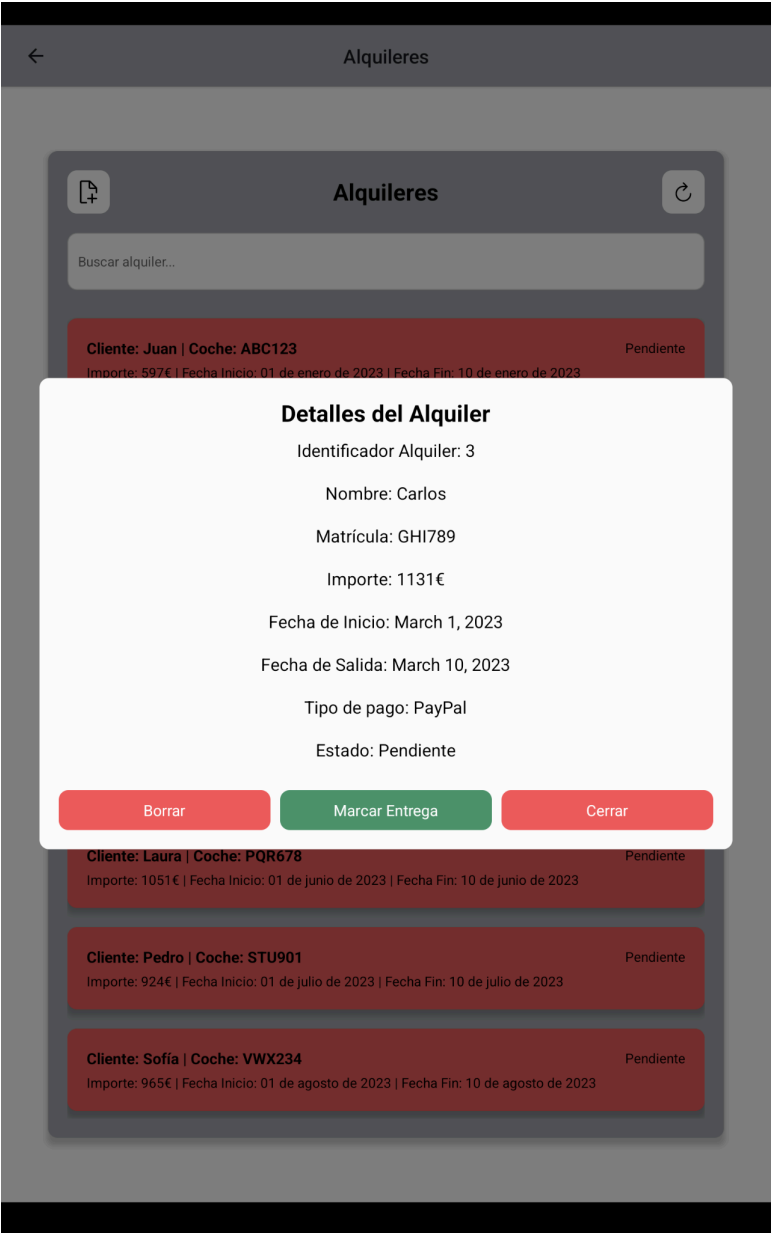 Alquileres
Alquileres
Buscar alquiler...
Cliente: Juan | Coche: ABC123
Pendiente
Importe: 597€ | Fecha Inicio: 01 de enero de 2023 | Fecha Fin: 10 de enero de 2023
Detalles del Alquiler
Identificador Alquiler: 3
Nombre: Carlos
Matrícula: GHI789
Importe: 1131€
Fecha de Inicio: March 1, 2023
Fecha de Salida: March 10, 2023
Tipo de pago: PayPal
Estado: Pendiente
Borrar
Marcar Entrega
Cerrar
Cliente: Laura | Coche: PQR678
Pendiente
Importe: 1051€ | Fecha Inicio: 01 de junio de 2023 | Fecha Fin: 10 de junio de 2023
Cliente: Pedro | Coche: STU901
Pendiente
Importe: 924€ | Fecha Inicio: 01 de julio de 2023 | Fecha Fin: 10 de julio de 2023
Cliente: Sofía | Coche: VWX234
Pendiente
Importe: 965€ | Fecha Inicio: 01 de agosto de 2023 | Fecha Fin: 10 de agosto de 2023